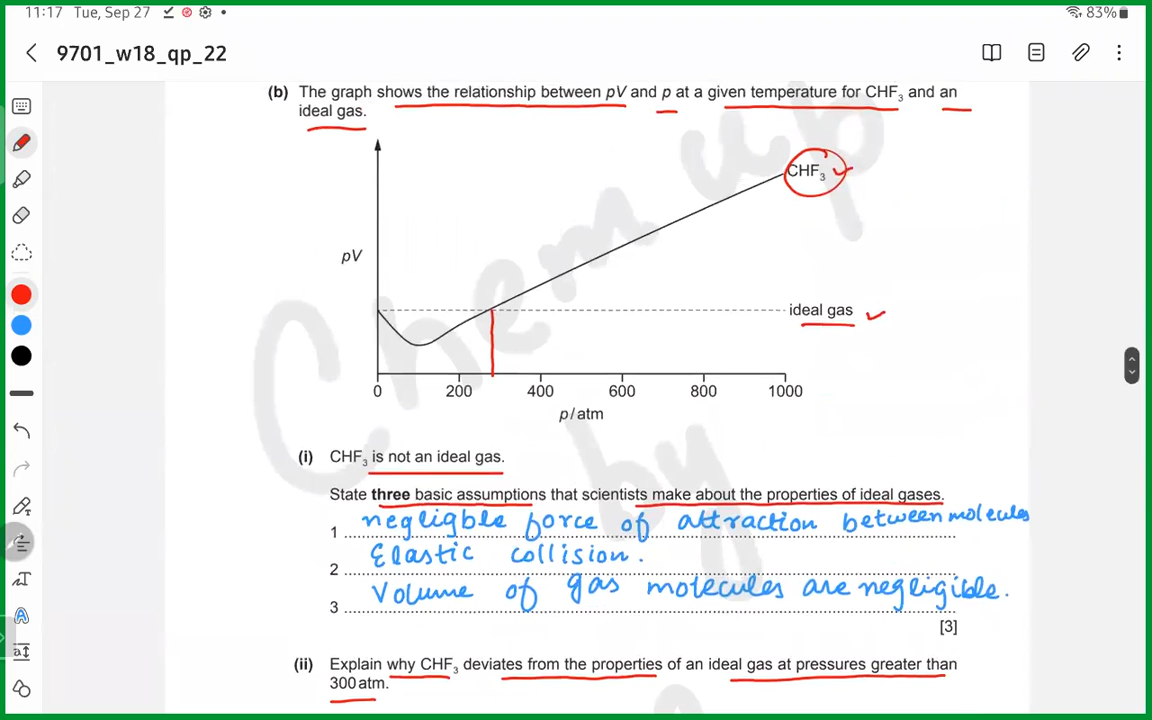 11:17 Tue, Sep 27
83%
9701_w18_qp_22
(b) The graph shows the relationship between pV and p at a given temperature for CHF₃ and an
ideal gas.
CHF₃
pV
ideal gas
0 200 400 600 800 1000
p/atm
(i) CHF₃ is not an ideal gas.
State three basic assumptions that scientists make about the properties of ideal gases.
1 negligble force of attraction between molecules
2 Elastic collision.
3 Volume of gas molecules are negligible.
[3]
(ii) Explain why CHF₃ deviates from the properties of an ideal gas at pressures greater than
300 atm.
Chem up
by